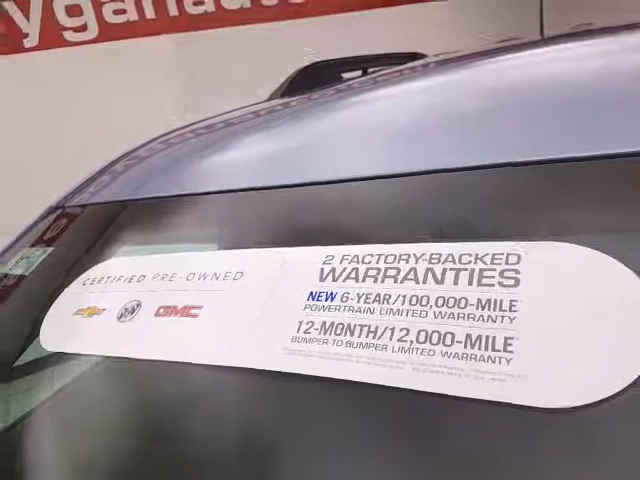 CERTIFIED PRE-OWNED
GMC
2 FACTORY-BACKED
WARRANTIES
NEW 6-YEAR/100,000-MILE
POWERTRAIN LIMITED WARRANTY
12-MONTH/12,000-MILE
BUMPER-TO-BUMPER LIMITED WARRANTY